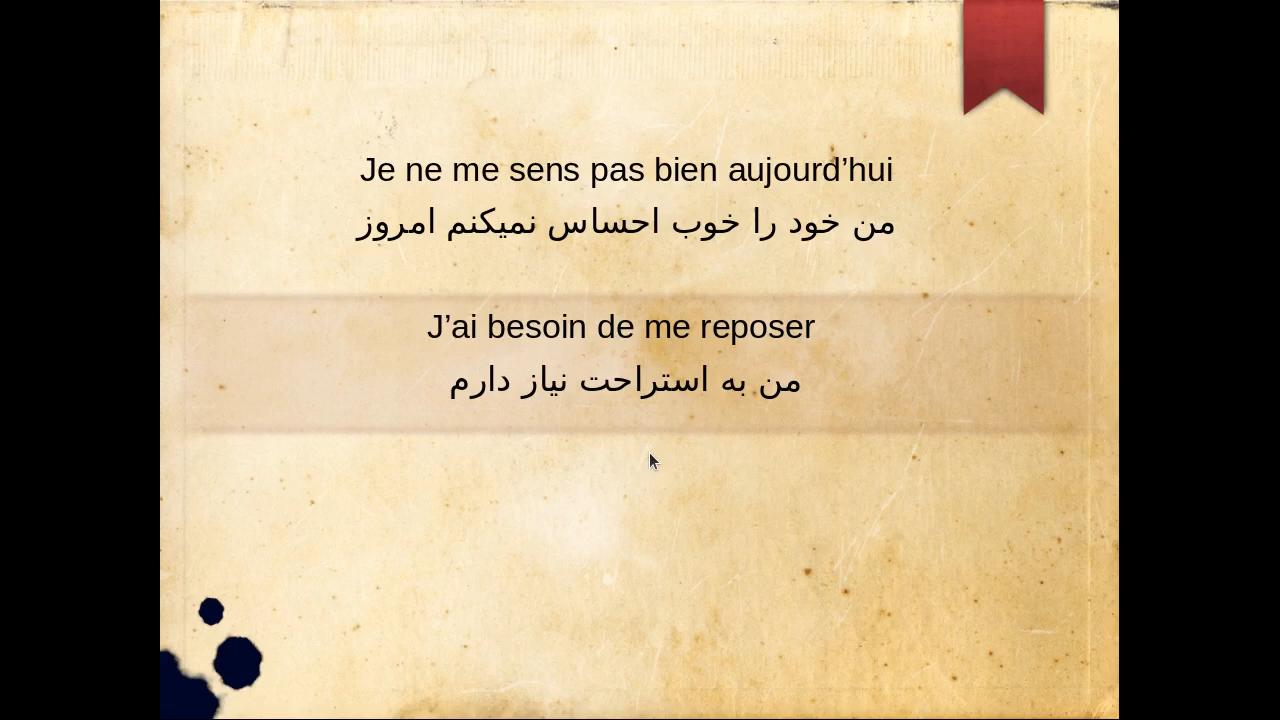 Je ne me sens pas bien aujourd’hui
من خود را خوب احساس نمیکنم امروز
J’ai besoin de me reposer
من به استراحت نیاز دارم